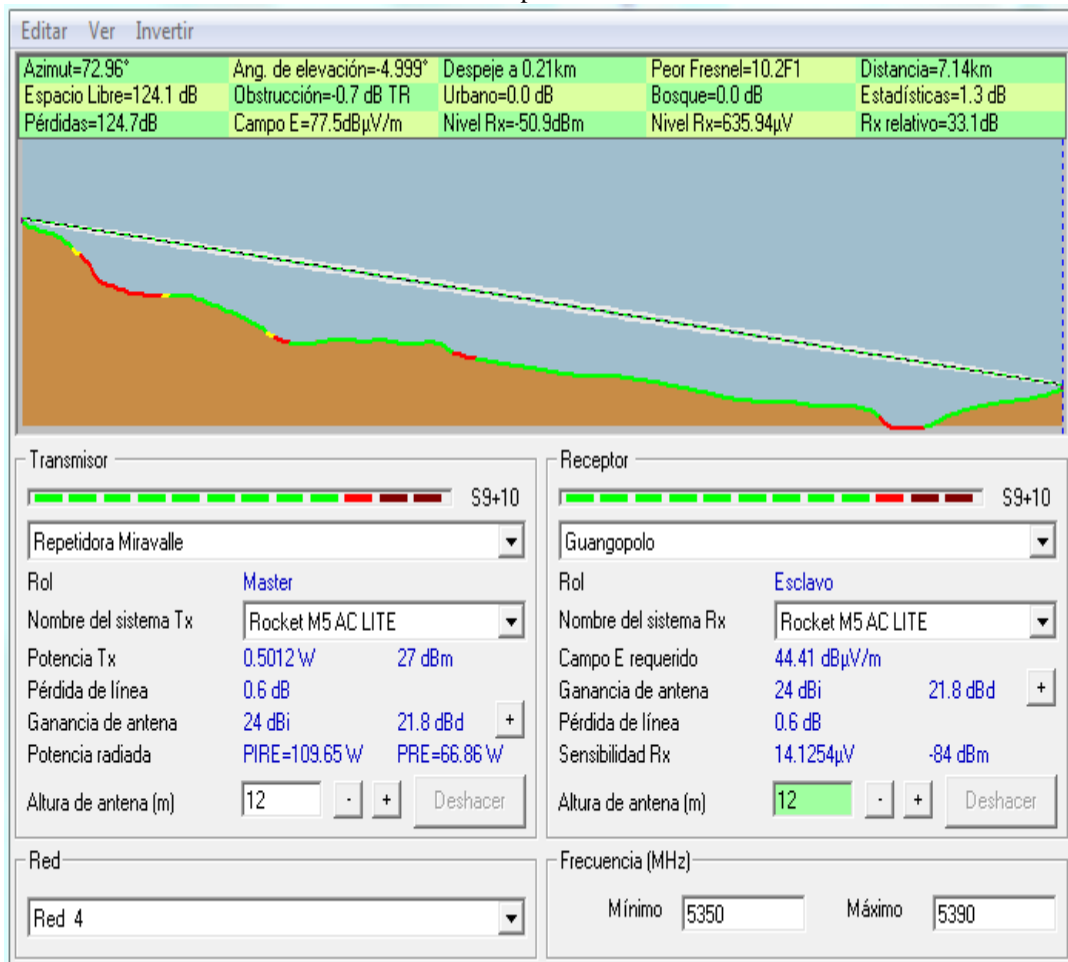 Editar Ver Invertir
Azimut=72.96° Ang. de elevación=-4.999° Despeje a 0.21km Peor Fresnel=10.2F1 Distancia=7.14km
Espacio Libre=124.1 dB Obstrucción=-0.7 dB TR Urbano=0.0 dB Bosque=0.0 dB Estadísticas=1.3 dB
Pérdidas=124.7dB Campo E=77.5dBµV/m Nivel Rx=-50.9dBm Nivel Rx=635.94µV Rx relativo=33.1dB
Transmisor
S9+10
Repetidora Miravalle
Rol Master
Nombre del sistema Tx Rocket M5 AC LITE
Potencia Tx 0.5012 W 27 dBm
Pérdida de línea 0.6 dB
Ganancia de antena 24 dBi 21.8 dBd +
Potencia radiada PIRE=109.65 W PRE=66.86 W
Altura de antena (m) 12 - + Deshacer
Receptor
S9+10
Guangopolo
Rol Esclavo
Nombre del sistema Rx Rocket M5 AC LITE
Campo E requerido 44.41 dBµV/m
Ganancia de antena 24 dBi 21.8 dBd +
Pérdida de línea 0.6 dB
Sensibilidad Rx 14.1254µV -84 dBm
Altura de antena (m) 12 - + Deshacer
Red
Red 4
Frecuencia (MHz)
Mínimo 5350 Máximo 5390